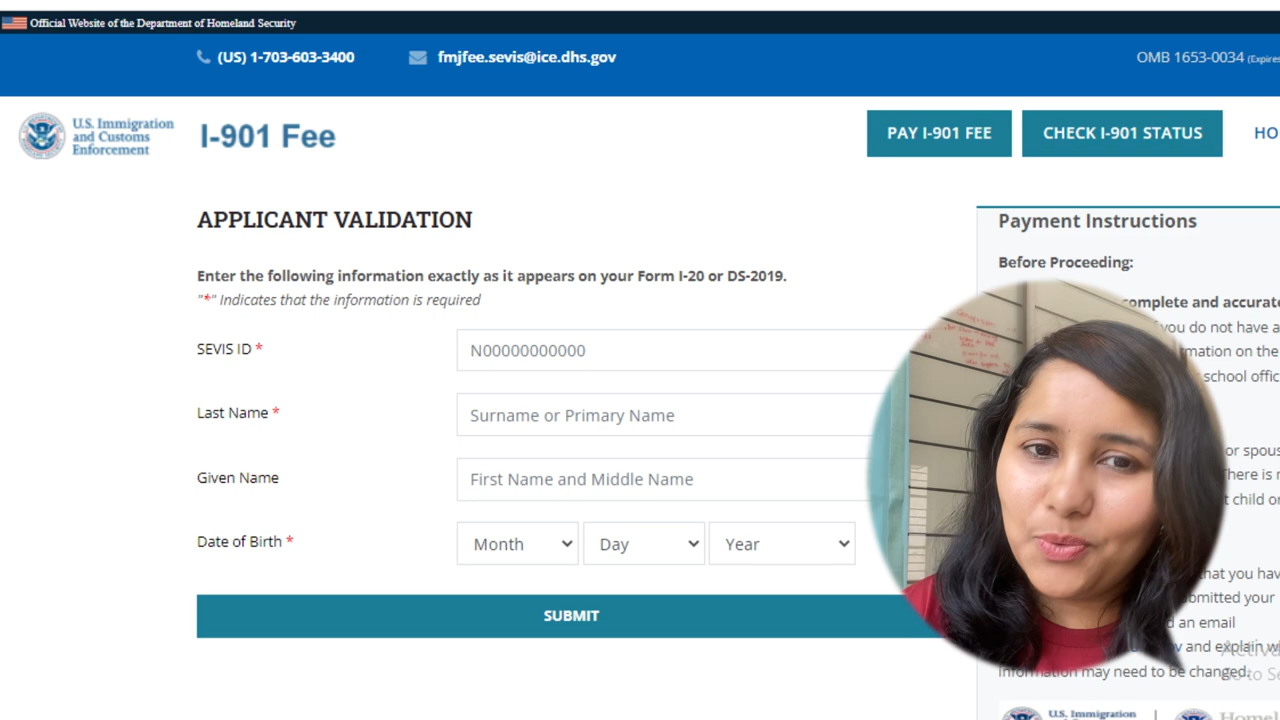 Official Website of the Department of Homeland Security
(US) 1-703-603-3400
fmjfee.sevis@ice.dhs.gov
OMB 1653-0034 (Expires
U.S. Immigration
and Customs
Enforcement
I-901 Fee
PAY I-901 FEE
CHECK I-901 STATUS
HO
APPLICANT VALIDATION
Enter the following information exactly as it appears on your Form I-20 or DS-2019.
"*" Indicates that the information is required
SEVIS ID *
N00000000000
Last Name *
Surname or Primary Name
Given Name
First Name and Middle Name
Date of Birth *
Month
Day
Year
SUBMIT
Payment Instructions
Before Proceeding:
complete and accurate
you do not have a
mation on the
school offic
or spous
here is
t child or
that you hav
bmitted your
d an email
and explain
information may need to be changed.
U.S. Immigration
Homel